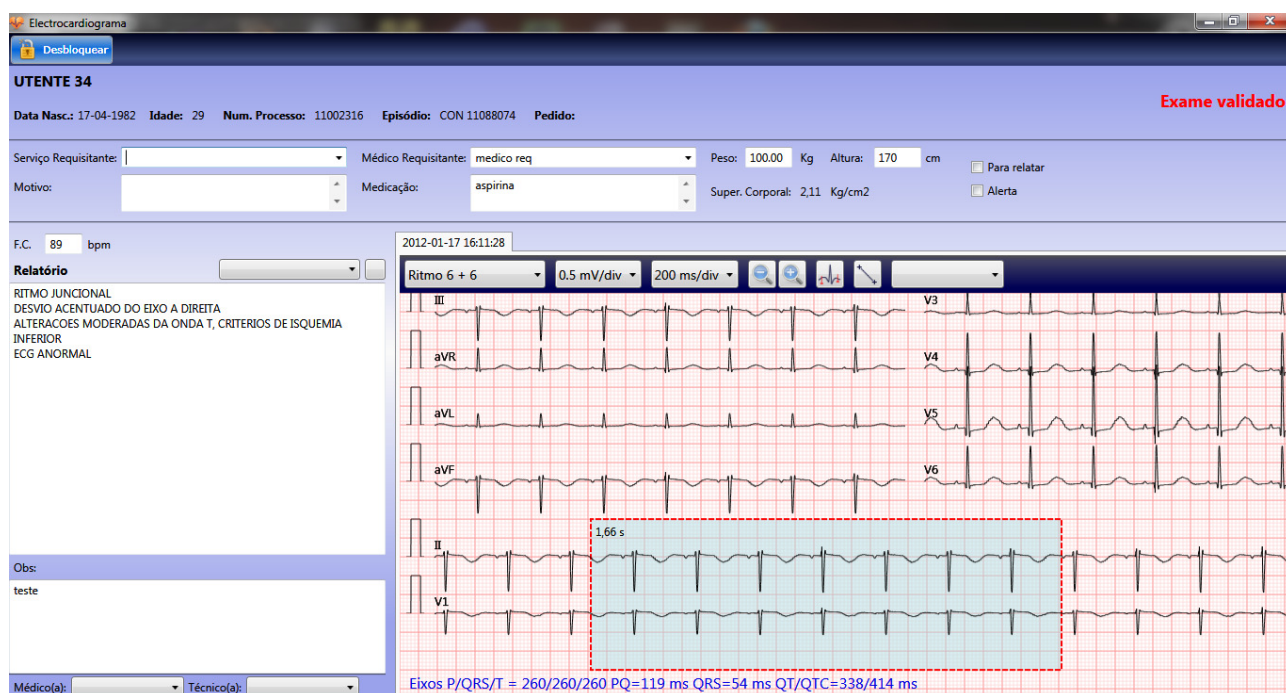 Electrocardiograma
Desbloquear
UTENTE 34
Exame validado
Data Nasc.: 17-04-1982 Idade: 29 Num. Processo: 11002316 Episódio: CON 11088074 Pedido:
Serviço Requisitante: Médico Requisitante: medico req Peso: 100.00 Kg Altura: 170 cm Para relatar
Motivo: Medicação: aspirina Super. Corporal: 2,11 Kg/cm2 Alerta
F.C. 89 bpm
Relatório
RITMO JUNCIONAL
DESVIO ACENTUADO DO EIXO A DIREITA
ALTERACOES MODERADAS DA ONDA T, CRITERIOS DE ISQUEMIA
INFERIOR
ECG ANORMAL
Obs:
teste
Médico(a): Técnico(a):
2012-01-17 16:11:28
Ritmo 6 + 6 0.5 mV/div 200 ms/div
III V3
aVR V4
aVL V5
aVF V6
1,66 s
II
V1
Eixos P/QRS/T = 260/260/260 PQ=119 ms QRS=54 ms QT/QTC=338/414 ms